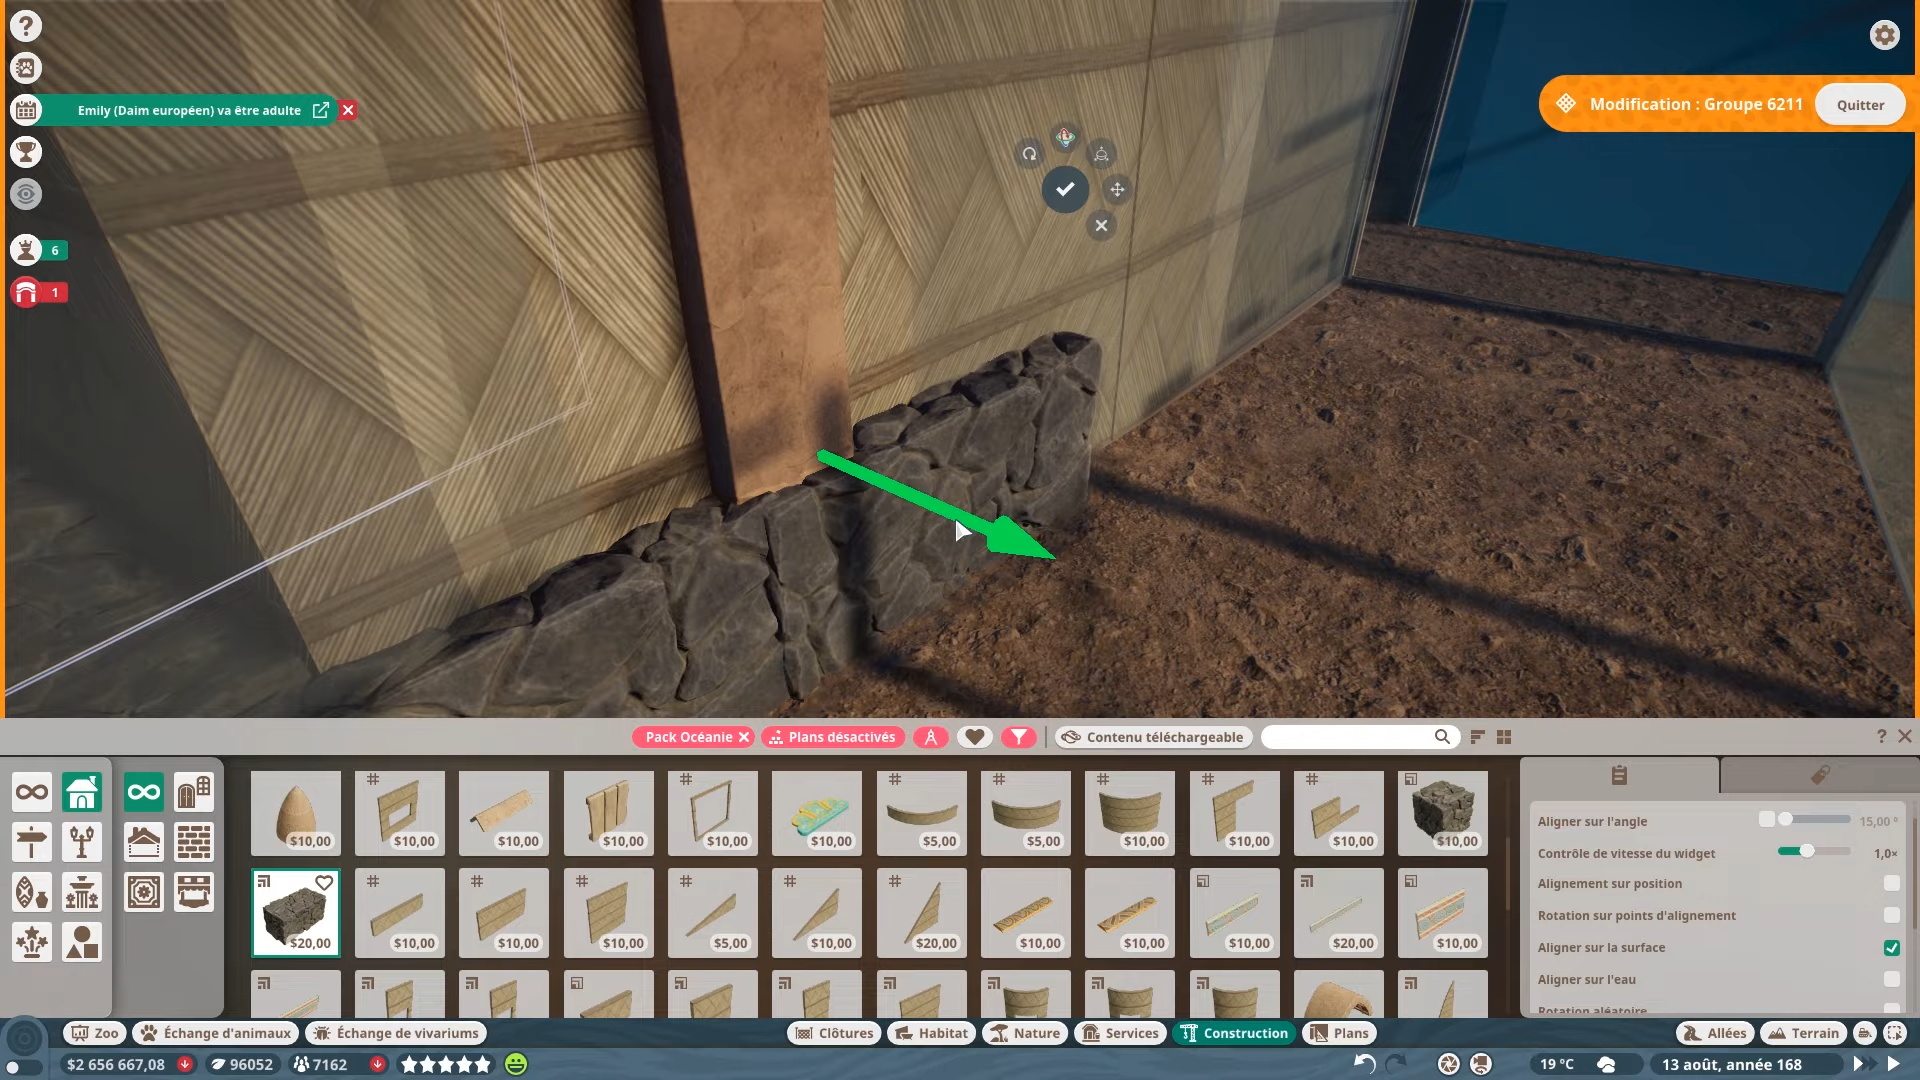 Emily (Daim européen) va être adulte
6
1
Modification : Groupe 6211
Quitter
Pack Océanie
Plans désactivés
Contenu téléchargeable
?
$10,00 $10,00 $10,00 $10,00 $10,00 $10,00 $5,00 $5,00 $10,00 $10,00 $10,00 $10,00
$20,00 $10,00 $10,00 $10,00 $5,00 $10,00 $20,00 $10,00 $10,00 $10,00 $20,00 $10,00
Aligner sur l'angle 15,00 °
Contrôle de vitesse du widget 1,0×
Alignement sur position
Rotation sur points d'alignement
Aligner sur la surface
Aligner sur l'eau
Rotation aléatoire
Zoo Échange d'animaux Échange de vivariums Clôtures Habitat Nature Services Construction Plans Allées Terrain
$2 656 667,08 96052 7162 19 °C 13 août, année 168